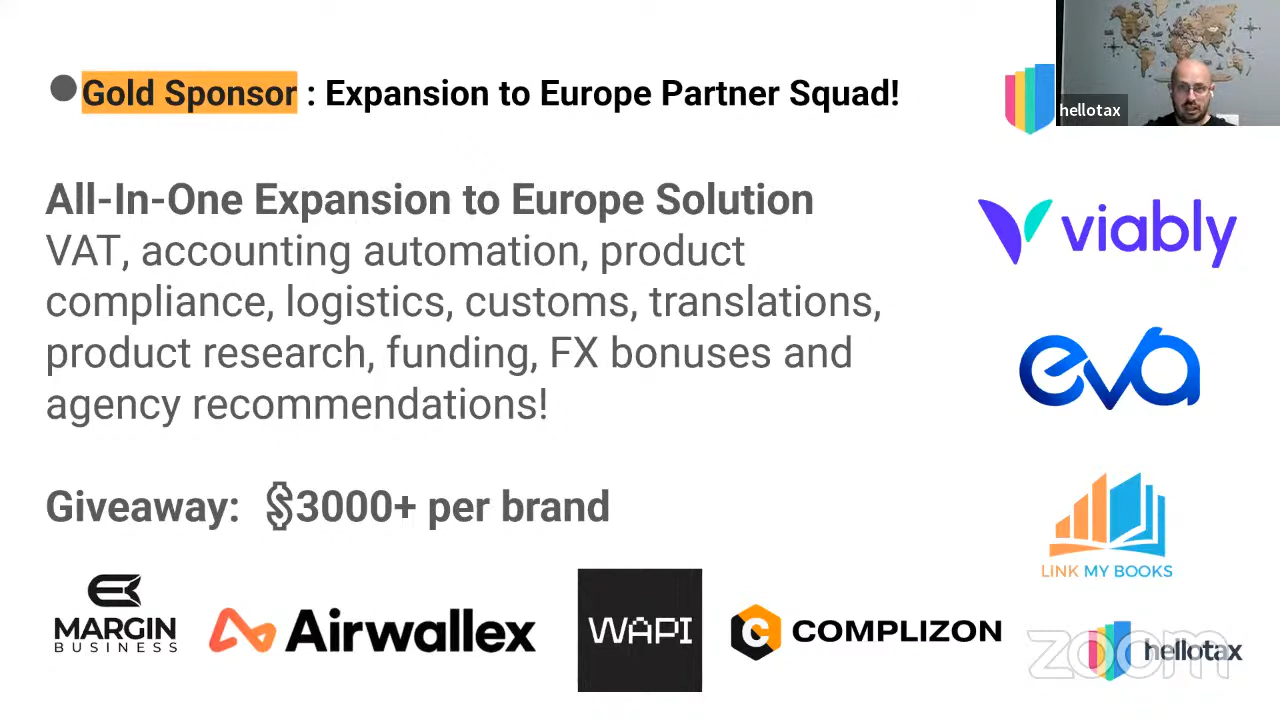 Gold Sponsor : Expansion to Europe Partner Squad!
hellotax
All-In-One Expansion to Europe Solution
VAT, accounting automation, product
compliance, logistics, customs, translations,
product research, funding, FX bonuses and
agency recommendations!
viably
eva
Giveaway: $3000+ per brand
LINK MY BOOKS
MARGIN
BUSINESS
Airwallex
WAPI
COMPLIZON
zoom
hellotax